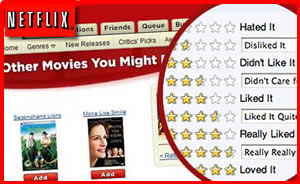 NETFLIX
Friends
Queue
Bu
Genres
New Releases
Critics' Picks
A
Other Movies You Might
Secondhand Lions
Mona Lisa Smile
Add
Add
< Ret
Hated It
Disliked It
Didn't Like It
Didn't Care f
Liked It
Liked It Quite
Really Liked
Really Really
Loved It